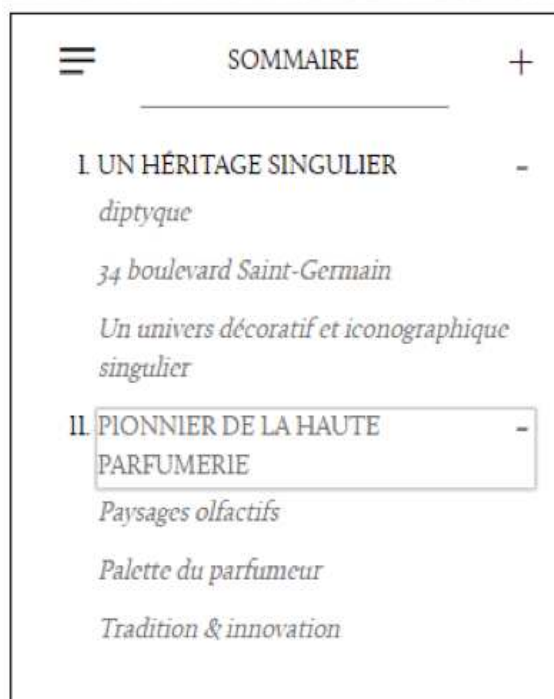 SOMMAIRE +
I. UN HÉRITAGE SINGULIER -
diptyque
34 boulevard Saint-Germain
Un univers décoratif et iconographique
singulier
II. PIONNIER DE LA HAUTE -
PARFUMERIE
Paysages olfactifs
Palette du parfumeur
Tradition & innovation